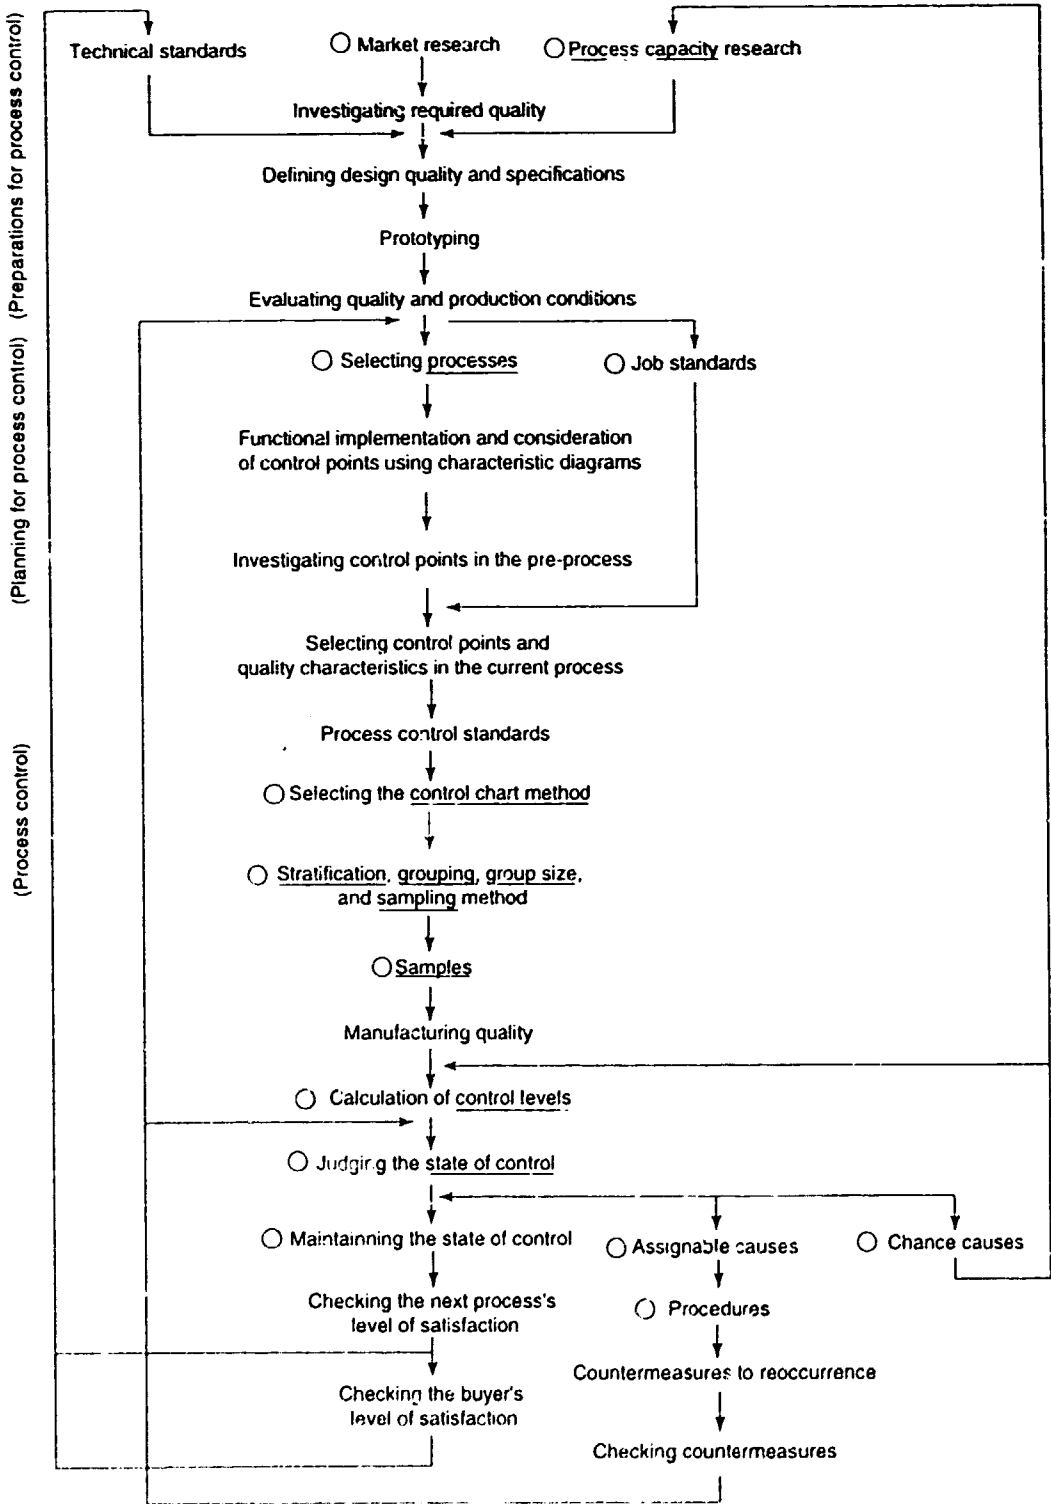 (Preparations for process control)
(Planning for process control)
(Process control)
Technical standards
Market research
Process capacity research
Investigating required quality
Defining design quality and specifications
Prototyping
Evaluating quality and production conditions
Selecting processes
Job standards
Functional implementation and consideration
of control points using characteristic diagrams
Investigating control points in the pre-process
Selecting control points and
quality characteristics in the current process
Process control standards
Selecting the control chart method
Stratification, grouping, group size,
and sampling method
Samples
Manufacturing quality
Calculation of control levels
Judging the state of control
Maintainning the state of control
Assignable causes
Chance causes
Checking the next process's
level of satisfaction
Procedures
Countermeasures to reoccurrence
Checking the buyer's
level of satisfaction
Checking countermeasures